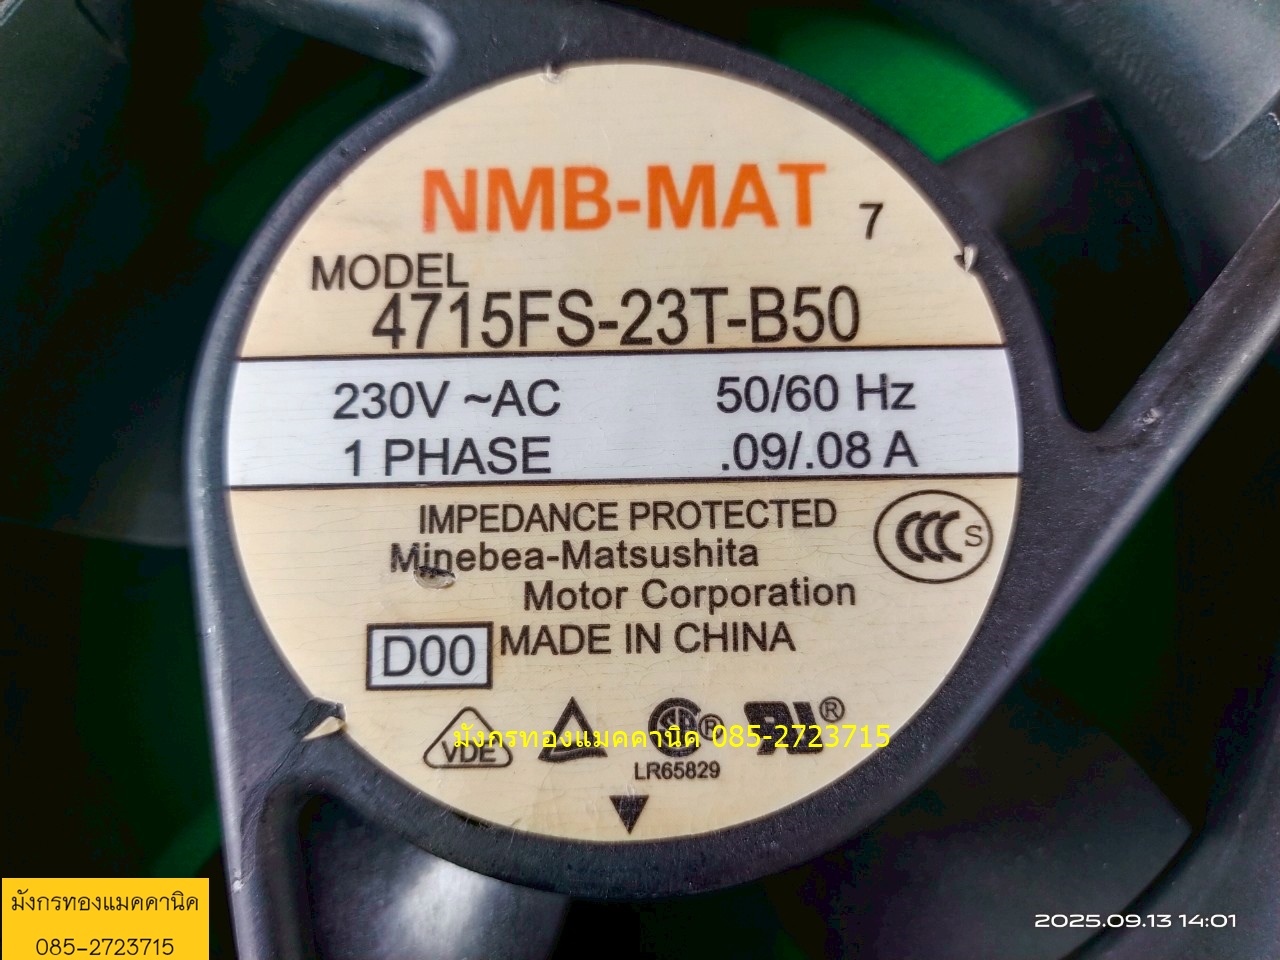 NMB-MAT
7
MODEL
4715FS-23T-B50
230V ~AC 50/60 Hz
1 PHASE .09/.08 A
IMPEDANCE PROTECTED
Minebea-Matsushita
Motor Corporation
CCC S
D00 MADE IN CHINA
มังกรทองแมคคานิค 085-2723715
VDE
LR65829
มังกรทองแมคคานิค
085-2723715
2025.09.13 14:01